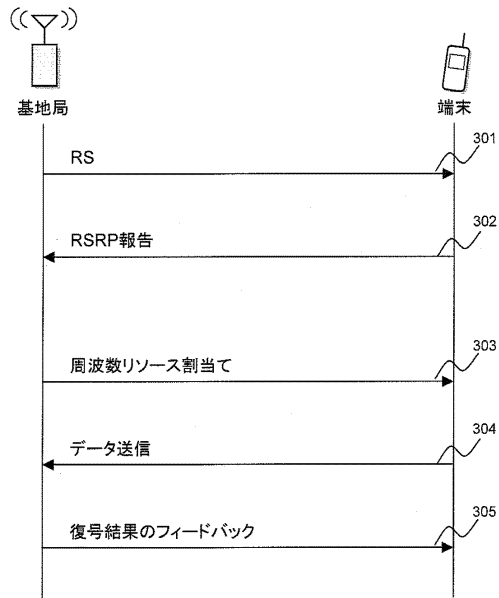 基地局
端末
RS
301
RSRP報告
302
周波数リソース割当て
303
データ送信
304
復号結果のフィードバック
305